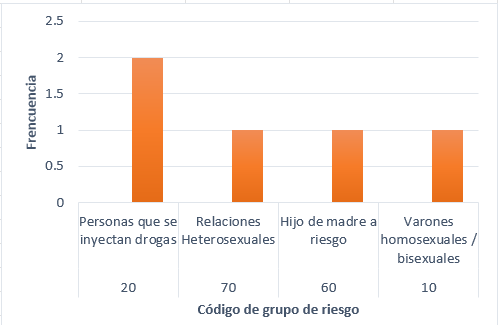 2.5
2
1.5
1
0.5
0
Frencuencia
Personas que se Relaciones Hijo de madre a Varones
inyectan drogas Heterosexuales riesgo homosexuales /
bisexuales
20 70 60 10
Código de grupo de riesgo